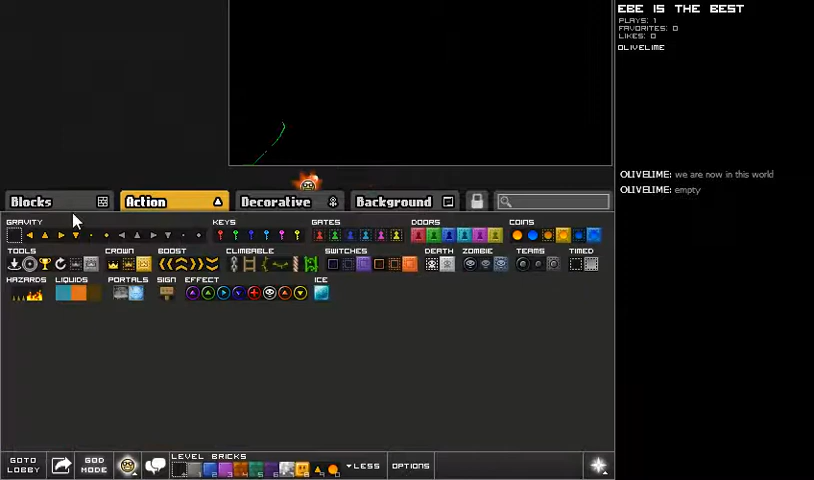 EBE IS THE BEST
PLAYS: 1
FAVORITES: 0
LIKES: 0
OLIVELIME
OLIVELIME: we are now in this world
OLIVELIME: empty
Blocks
Action
Decorative
Background
GRAVITY
KEYS
GATES
DOORS
COINS
TOOLS
CROWN
BOOST
CLIMBABLE
SWITCHES
DEATH
ZOMBIE
TEAMS
TIMED
HAZARDS
LIQUIDS
PORTALS
SIGN
EFFECT
ICE
GOTO LOBBY
GOD MODE
LEVEL BRICKS
LESS
OPTIONS